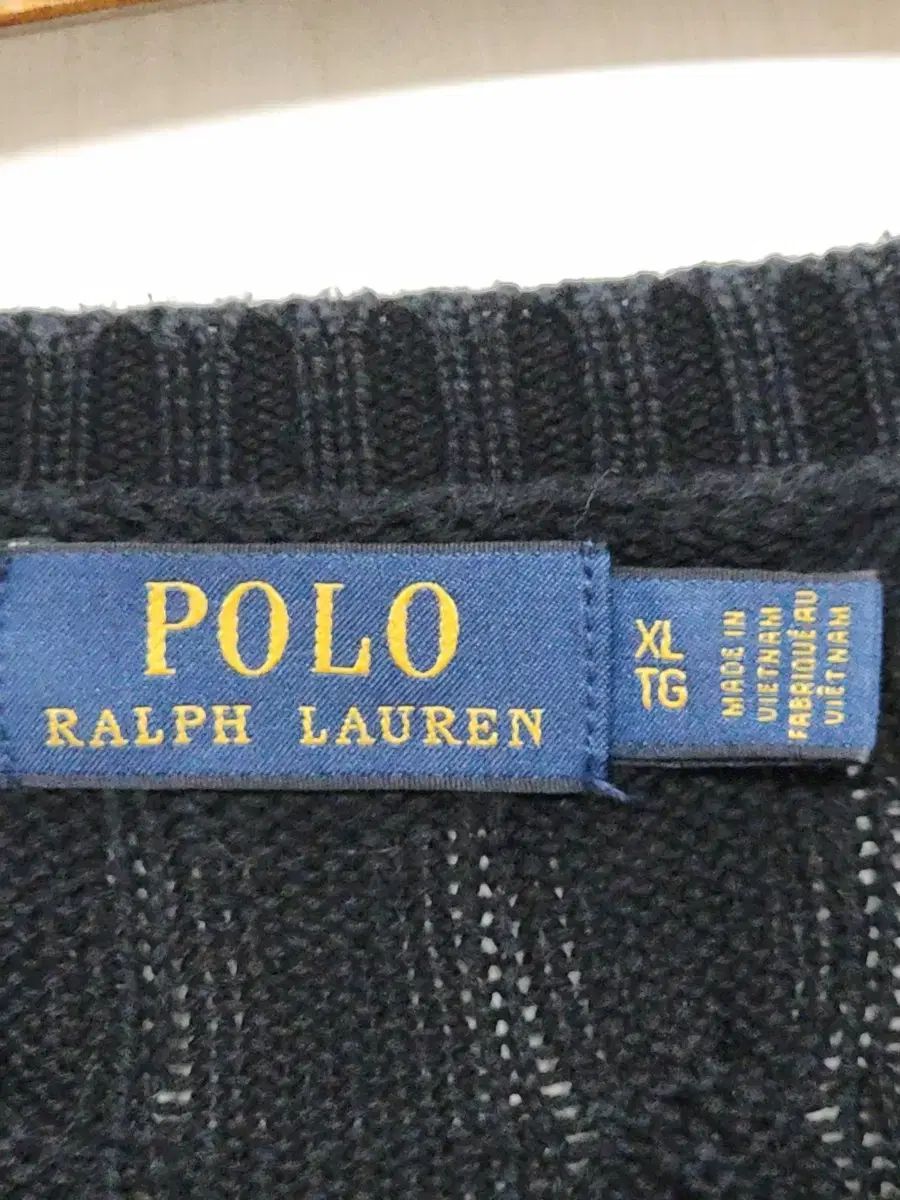 POLO
RALPH LAUREN
XL
TG
MADE IN
VIETNAM
FABRIQUÉ AU
VIÊTNAM